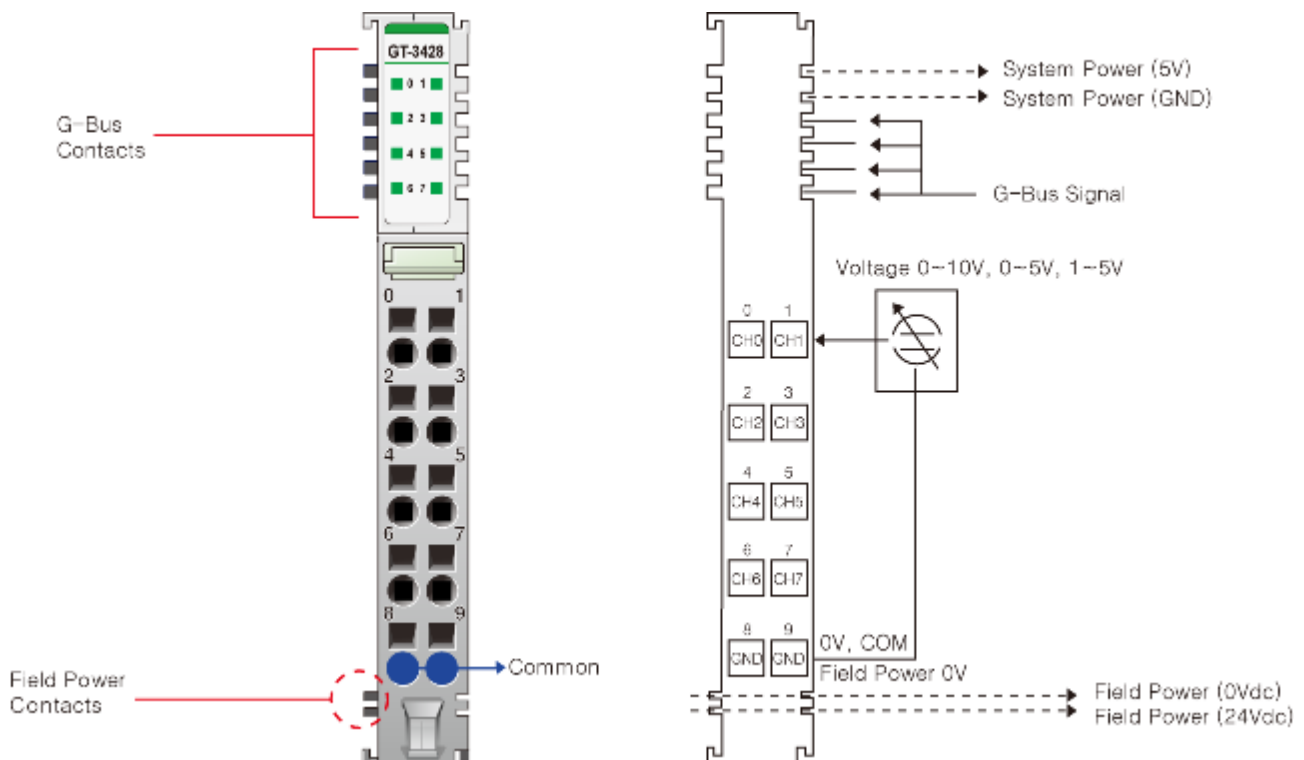 GT-3428
0 1
2 3
4 5
6 7
G-Bus
Contacts
0 1
2 3
4 5
6 7
8 9
Common
Field Power
Contacts
System Power (5V)
System Power (GND)
G-Bus Signal
Voltage 0~10V, 0~5V, 1~5V
0 1
CH0 CH1
2 3
CH2 CH3
4 5
CH4 CH5
6 7
CH6 CH7
8 9
GND GND
0V, COM
Field Power 0V
Field Power (0Vdc)
Field Power (24Vdc)